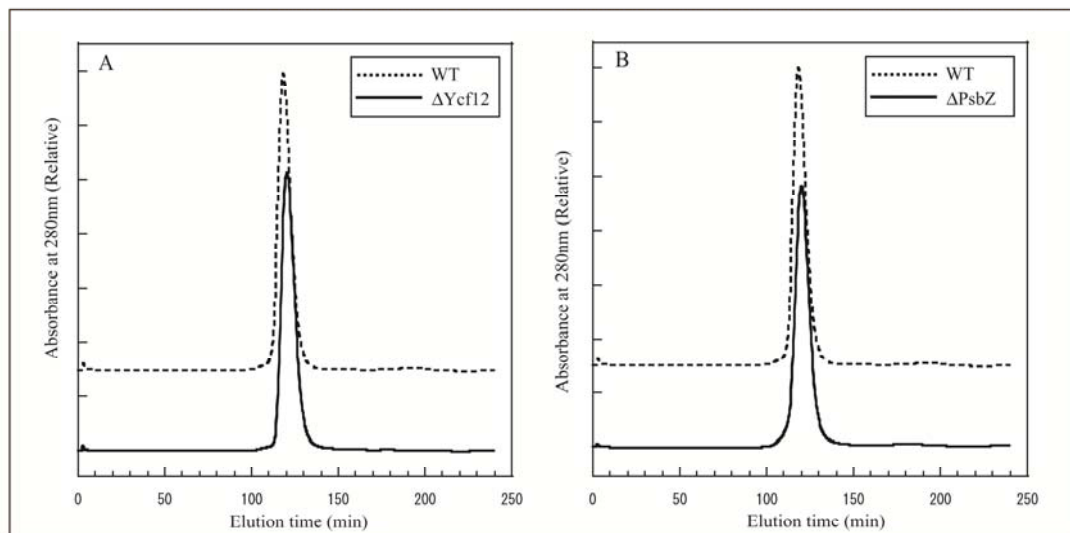 A
WT
ΔYcf12
Absorbance at 280nm (Relative)
0 50 100 150 200 250
Elution time (min)
B
WT
ΔPsbZ
Absorbance at 280nm (Relative)
0 50 100 150 200 250
Elution time (min)